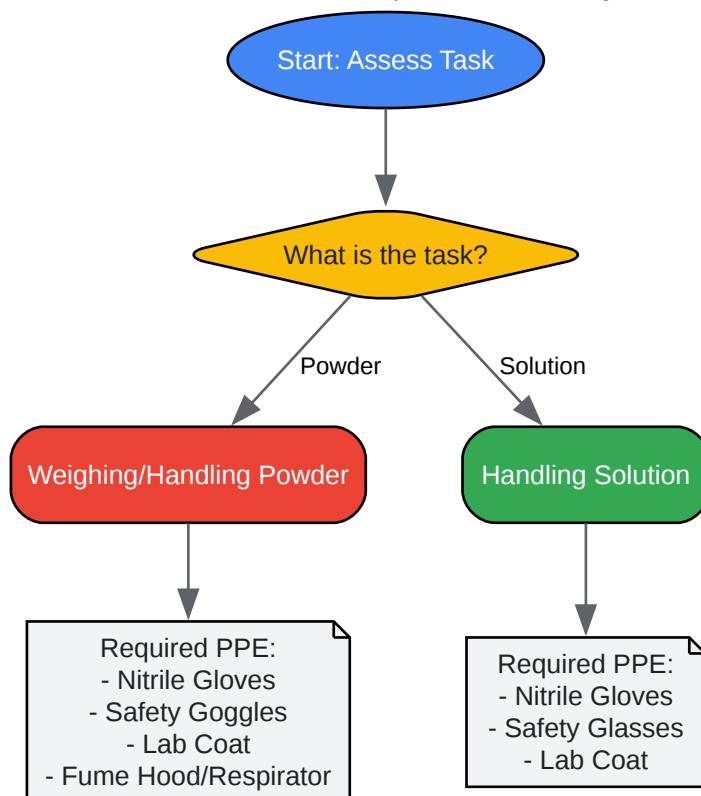 Start: Assess Task
What is the task?
Powder
Solution
Weighing/Handling Powder
Handling Solution
Required PPE:
- Nitrile Gloves
- Safety Goggles
- Lab Coat
- Fume Hood/Respirator
Required PPE:
- Nitrile Gloves
- Safety Glasses
- Lab Coat